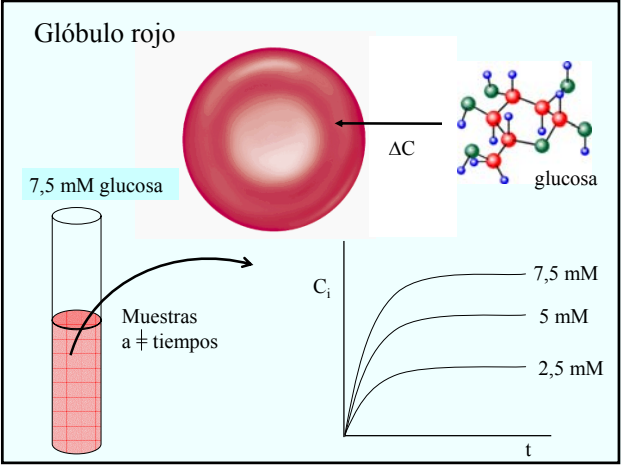 Glóbulo rojo
ΔC
glucosa
7,5 mM glucosa
Muestras
a ╪ tiempos
Ci
7,5 mM
5 mM
2,5 mM
t